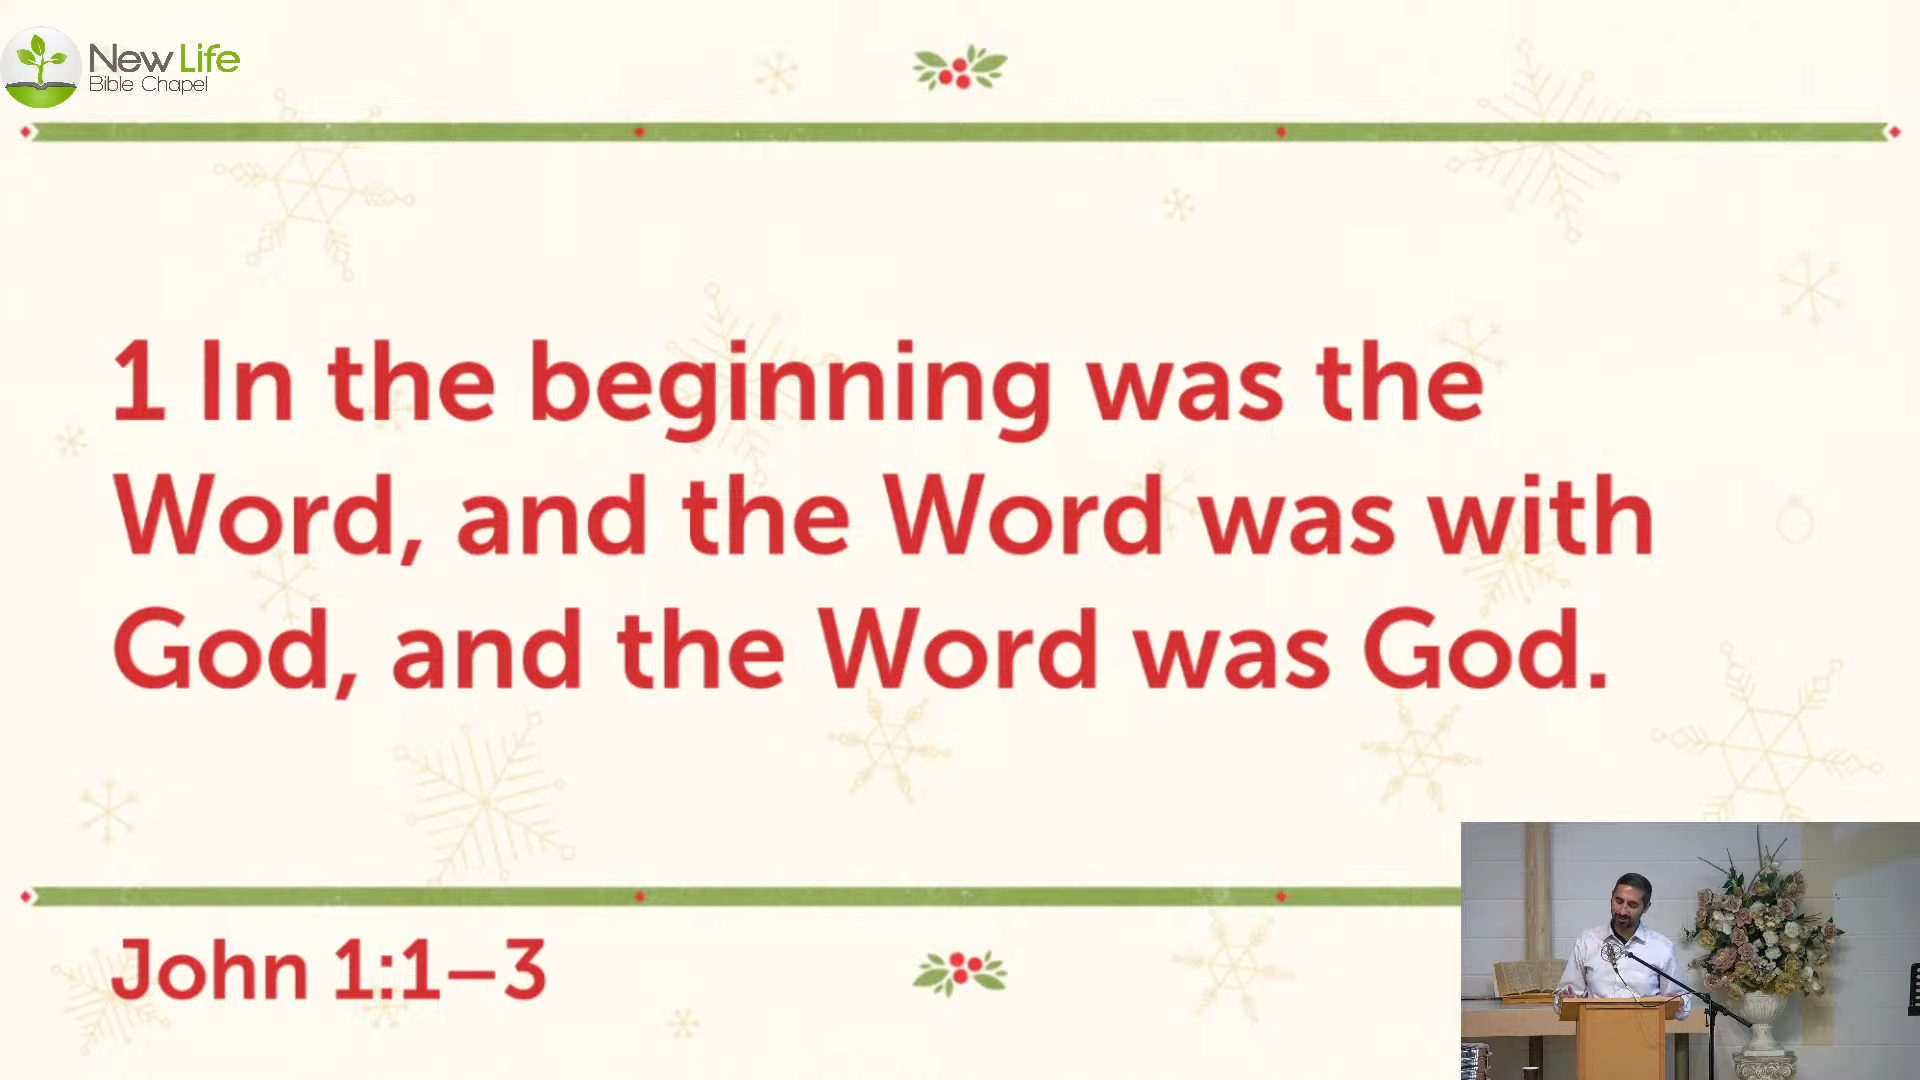 New Life
Bible Chapel
1 In the beginning was the
Word, and the Word was with
God, and the Word was God.
John 1:1–3